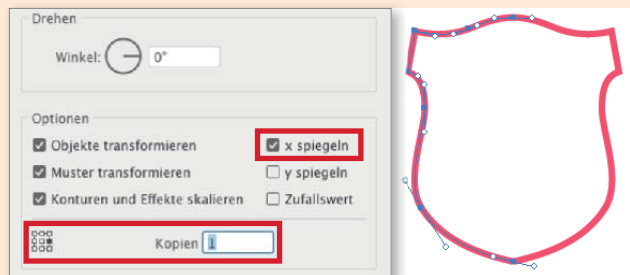 Drehen
Winkel: 0°
Optionen
Objekte transformieren x spiegeln
Muster transformieren y spiegeln
Konturen und Effekte skalieren Zufallswert
Kopien 1